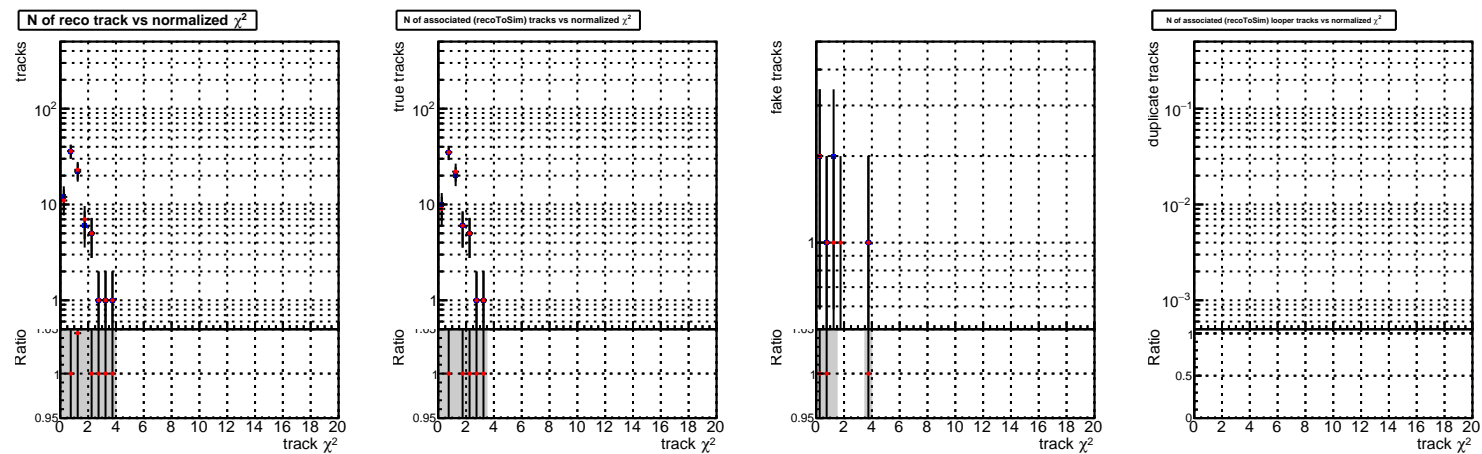 N of reco track vs normalized χ²
tracks
10²
10
1
Ratio
1.05
1
0.95
0 2 4 6 8 10 12 14 16 18 20
track χ²
N of associated (recoToSim) tracks vs normalized χ²
true tracks
10²
10
1
Ratio
1.05
1
0.95
0 2 4 6 8 10 12 14 16 18 20
track χ²
fake tracks
1
Ratio
1.05
1
0.95
0 2 4 6 8 10 12 14 16 18 20
track χ²
N of associated (recoToSim) looper tracks vs normalized χ²
duplicate tracks
10⁻¹
10⁻²
10⁻³
Ratio
1
0.5
0
0 2 4 6 8 10 12 14 16 18 20
track χ²